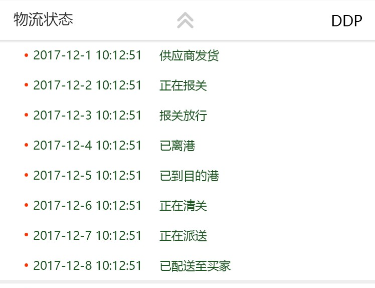 物流状态 DDP
2017-12-1 10:12:51 供应商发货
2017-12-2 10:12:51 正在报关
2017-12-3 10:12:51 报关放行
2017-12-4 10:12:51 已离港
2017-12-5 10:12:51 已到目的港
2017-12-6 10:12:51 正在清关
2017-12-7 10:12:51 正在派送
2017-12-8 10:12:51 已配送至买家